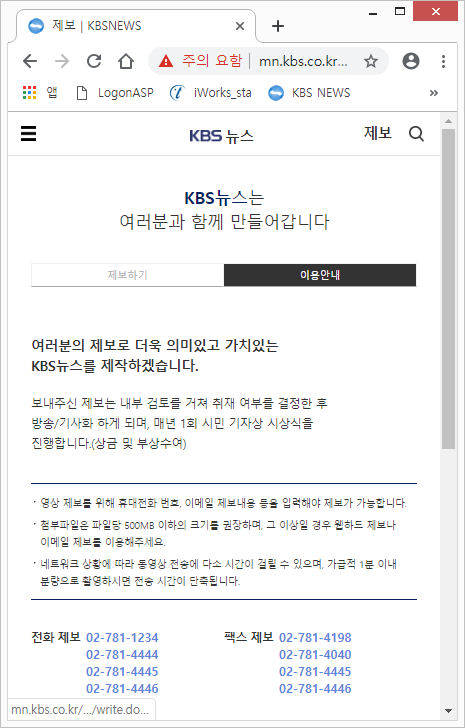 제보 | KBSNEWS
주의 요함 | mn.kbs.co.kr...
앱 LogonASP iWorks_sta KBS NEWS »
KBS 뉴스 제보
KBS뉴스는
여러분과 함께 만들어갑니다
제보하기 이용안내
여러분의 제보로 더욱 의미있고 가치있는
KBS뉴스를 제작하겠습니다.
보내주신 제보는 내부 검토를 거쳐 취재 여부를 결정한 후
방송/기사화 하게 되며, 매년 1회 시민 기자상 시상식을
진행합니다.(상금 및 부상수여)
· 영상 제보를 위해 휴대전화 번호, 이메일 제보내용 등을 입력해야 제보가 가능합니다.
· 첨부파일은 파일당 500MB 이하의 크기를 권장하며, 그 이상일 경우 웹하드 제보나
이메일 제보를 이용해주세요.
· 네트워크 상황에 따라 동영상 전송에 다소 시간이 걸릴 수 있으며, 가급적 1분 이내
분량으로 촬영하시면 전송 시간이 단축됩니다.
전화 제보 02-781-1234 팩스 제보 02-781-4198
02-781-4444 02-781-4040
02-781-4445 02-781-4445
02-781-4446 02-781-4446
mn.kbs.co.kr/.../write.do...